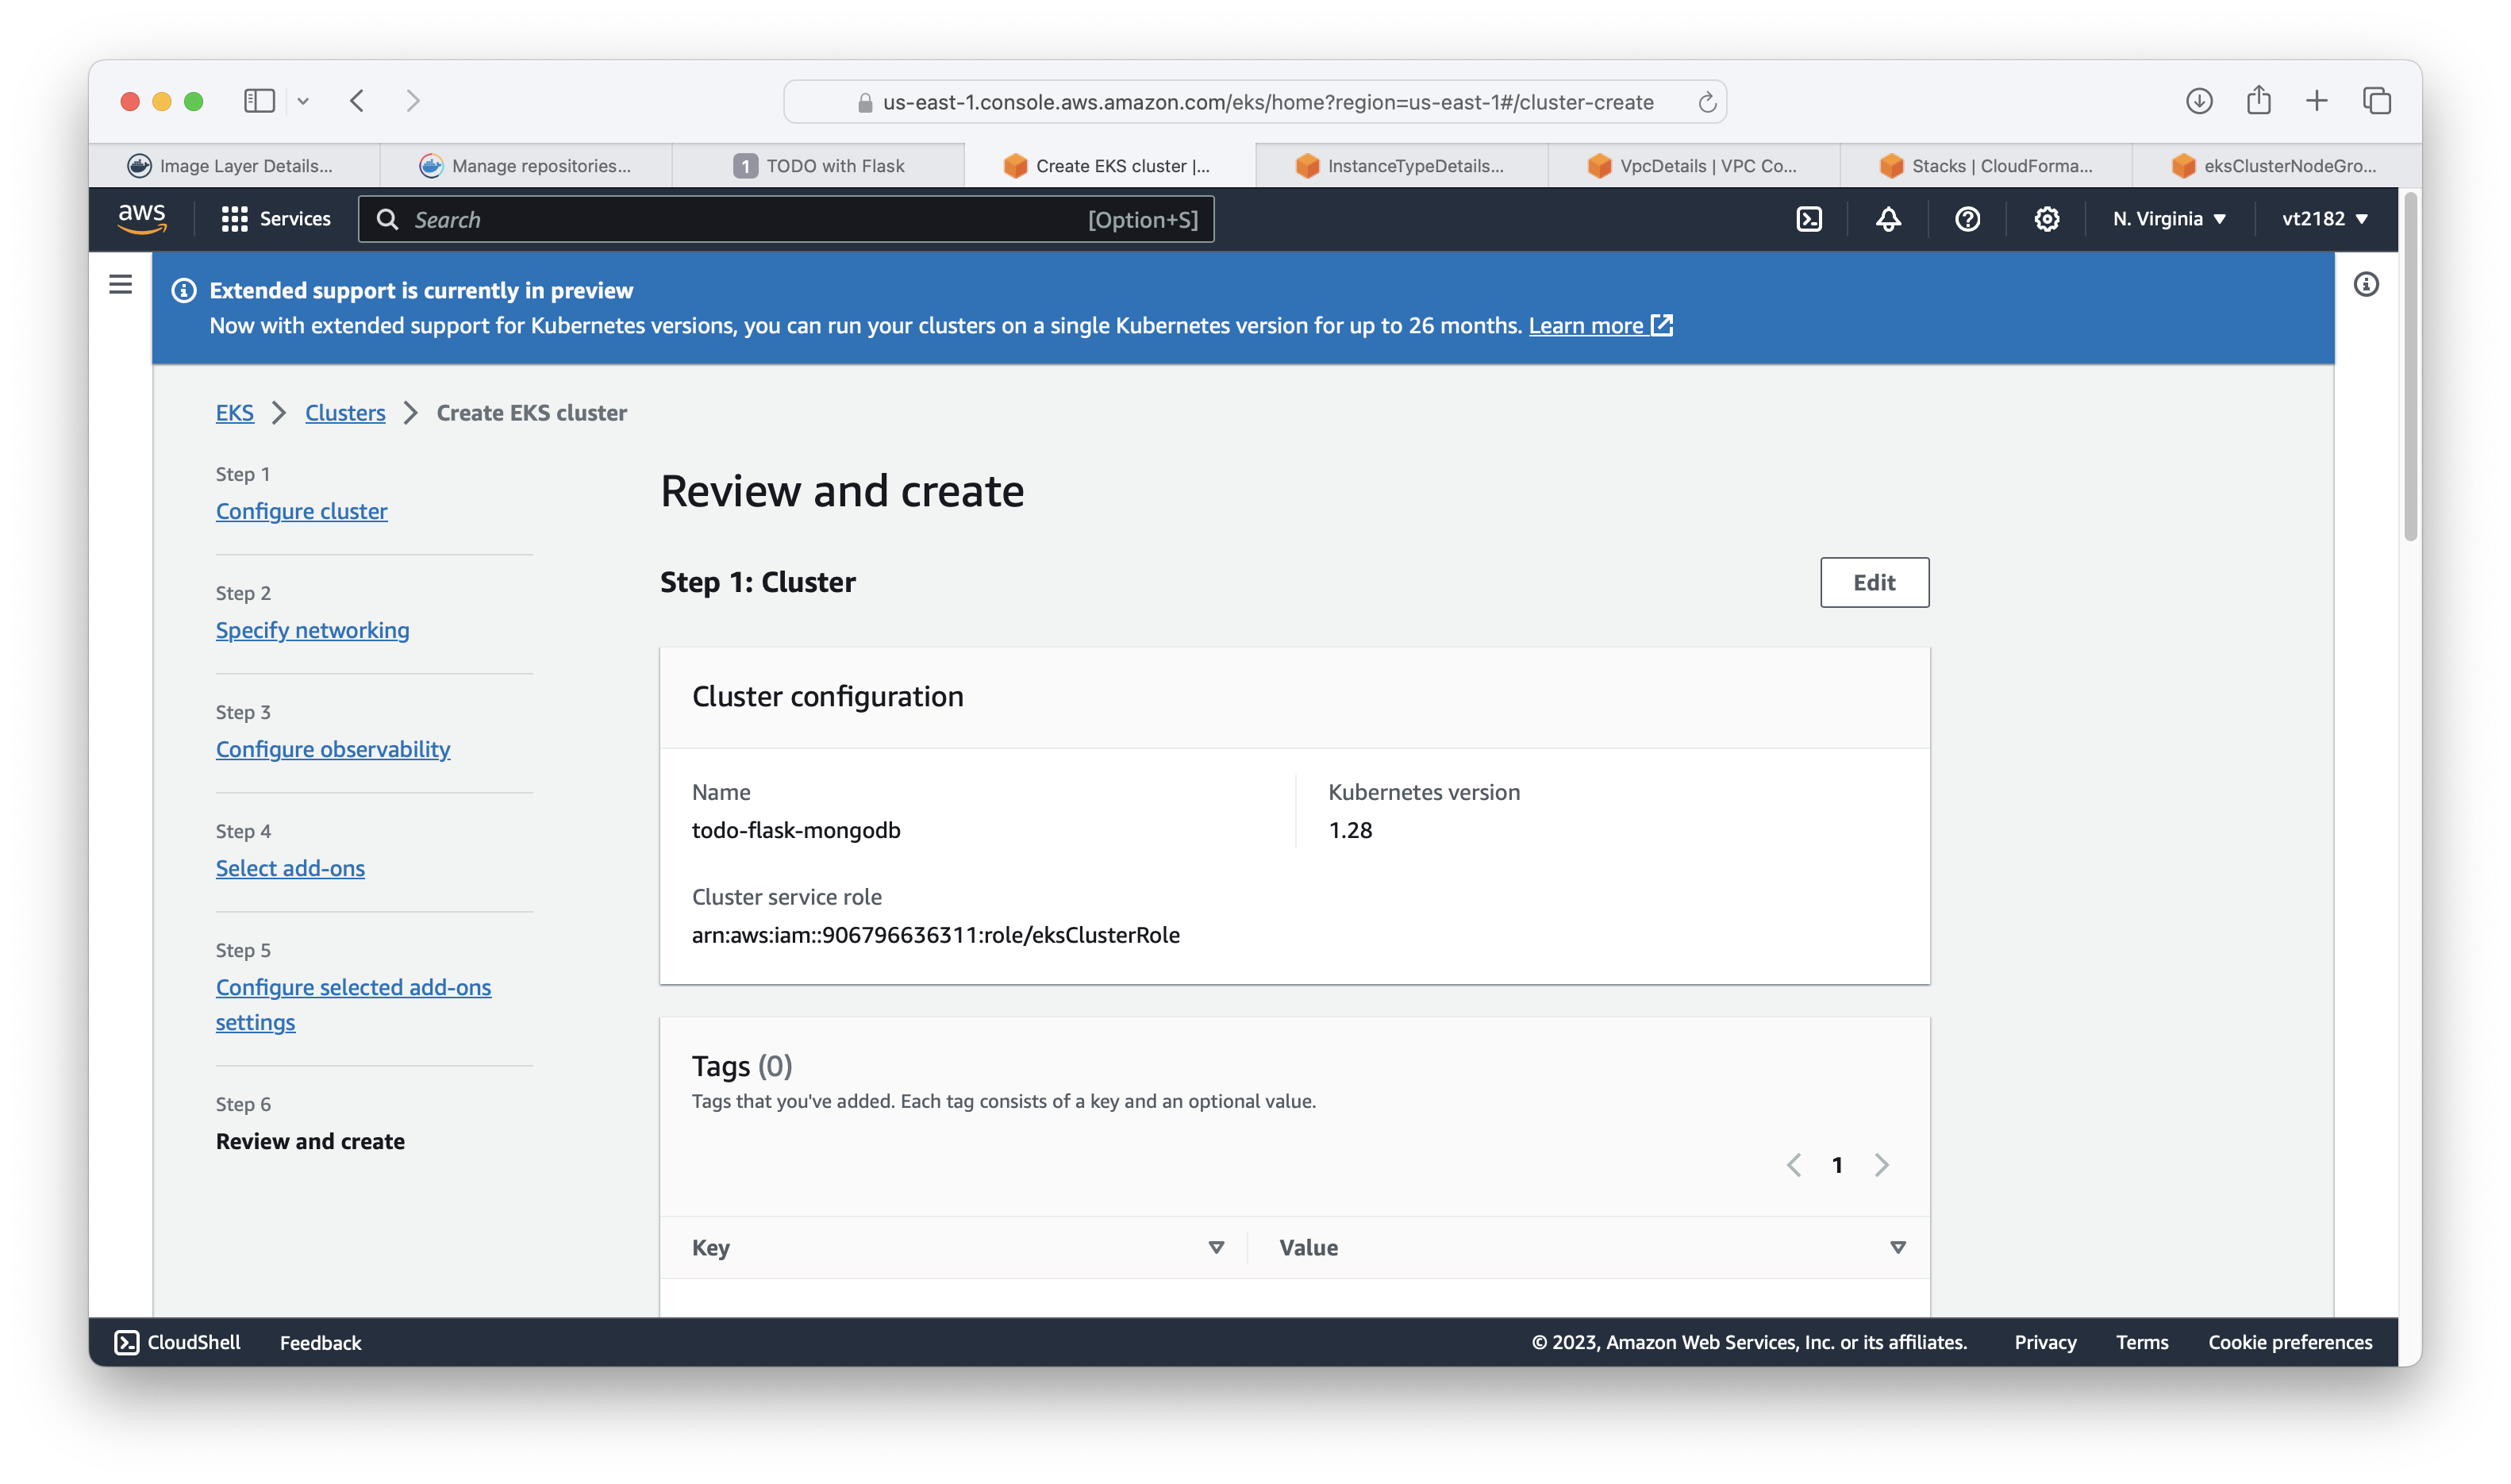 us-east-1.console.aws.amazon.com/eks/home?region=us-east-1#/cluster-create
Image Layer Details...
Manage repositories...
1 TODO with Flask
Create EKS cluster |...
InstanceTypeDetails...
VpcDetails | VPC Co...
Stacks | CloudForma...
eksClusterNodeGro...
aws
Services
Search
[Option+S]
N. Virginia
vt2182
Extended support is currently in preview
Now with extended support for Kubernetes versions, you can run your clusters on a single Kubernetes version for up to 26 months. Learn more
EKS
Clusters
Create EKS cluster
Step 1
Configure cluster
Step 2
Specify networking
Step 3
Configure observability
Step 4
Select add-ons
Step 5
Configure selected add-ons
settings
Step 6
Review and create
Review and create
Step 1: Cluster
Edit
Cluster configuration
Name
todo-flask-mongodb
Kubernetes version
1.28
Cluster service role
arn:aws:iam::906796636311:role/eksClusterRole
Tags (0)
Tags that you've added. Each tag consists of a key and an optional value.
1
Key
Value
CloudShell
Feedback
© 2023, Amazon Web Services, Inc. or its affiliates.
Privacy
Terms
Cookie preferences